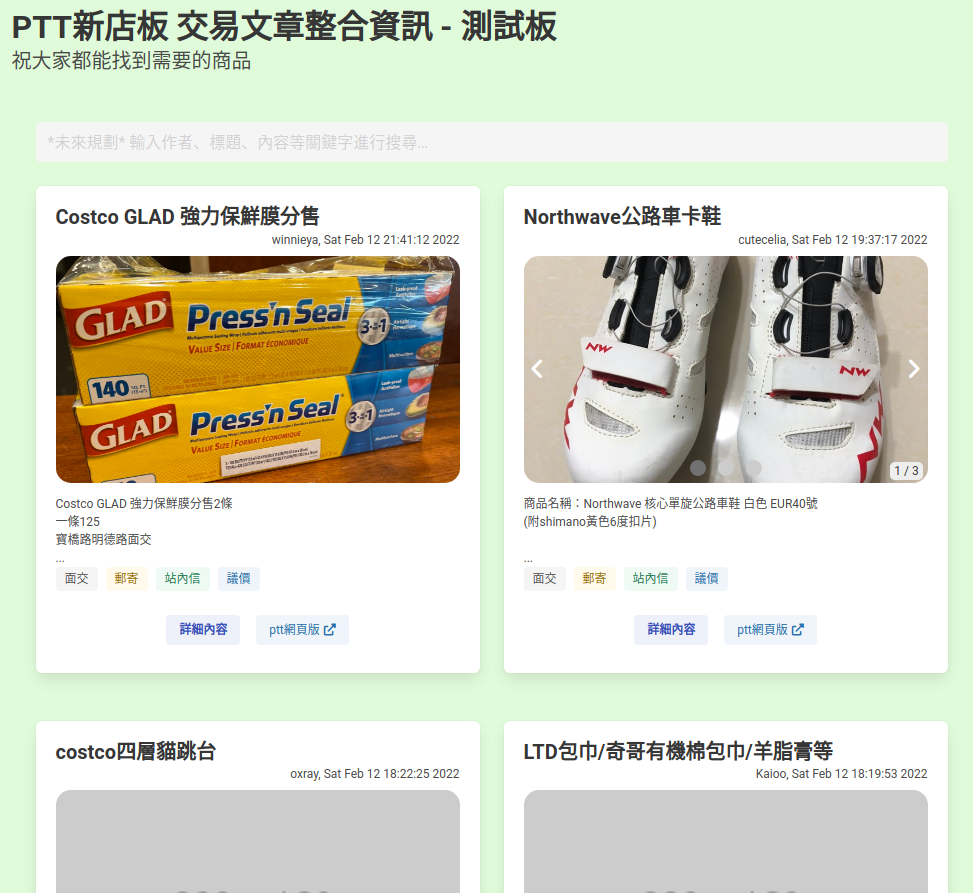 PTT新店板 交易文章整合資訊 - 測試板
祝大家都能找到需要的商品
*未來規劃* 輸入作者、標題、內容等關鍵字進行搜尋...
Costco GLAD 強力保鮮膜分售
winnieya, Sat Feb 12 21:41:12 2022
GLAD
Press'n Seal
3-in-1
VALUE SIZE | FORMAT ÉCONOMIQUE
140
GLAD
Press'n Seal
3-in-1
VALUE SIZE | FORMAT ÉCONOMIQUE
Costco GLAD 強力保鮮膜分售2條
一條125
寶橋路明德路面交
...
面交 郵寄 站內信 議價
詳細內容 ptt網頁版
Northwave公路車卡鞋
cutecelia, Sat Feb 12 19:37:17 2022
NW
NW
1 / 3
商品名稱：Northwave 核心單旋公路車鞋 白色 EUR40號
(附shimano黃色6度扣片)
...
面交 郵寄 站內信 議價
詳細內容 ptt網頁版
costco四層貓跳台
oxray, Sat Feb 12 18:22:25 2022
LTD包巾/奇哥有機棉包巾/羊脂膏等
Kaioo, Sat Feb 12 18:19:53 2022